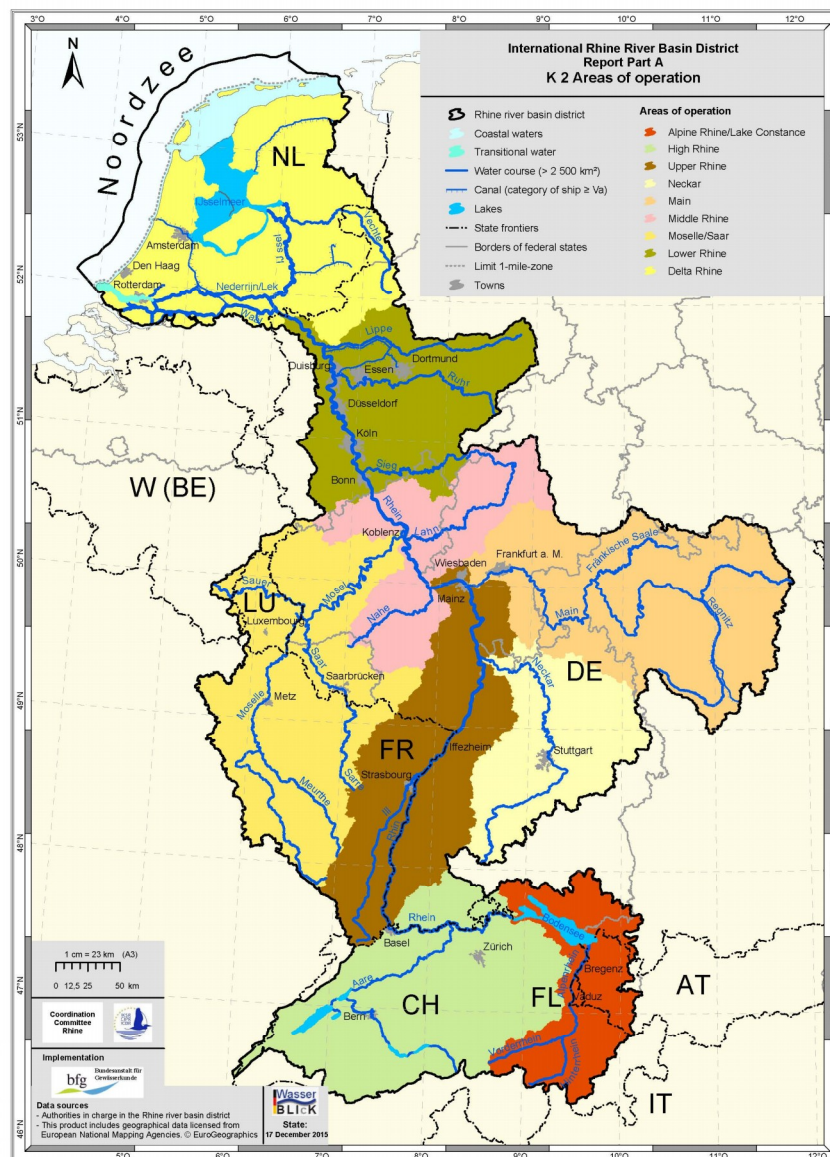 3°O
4°O
5°O
6°O
7°O
8°O
9°O
10°O
11°O
12°O
N
Noordzee
International Rhine River Basin District
Report Part A
K 2 Areas of operation
Rhine river basin district
Coastal waters
Transitional water
Water course (> 2 500 km²)
Canal (category of ship ≥ Va)
Lakes
State frontiers
Borders of federal states
Limit 1-mile-zone
Towns
Areas of operation
Alpine Rhine/Lake Constance
High Rhine
Upper Rhine
Neckar
Main
Middle Rhine
Moselle/Saar
Lower Rhine
Delta Rhine
53°N
52°N
51°N
50°N
49°N
48°N
47°N
46°N
NL
IJsselmeer
Amsterdam
IJssel
Vechte
Den Haag
Rotterdam
Nederrijn/Lek
Waal
Lippe
Duisburg
Essen
Dortmund
Ruhr
Düsseldorf
Köln
W (BE)
Sieg
Bonn
Rhein
Koblenz
Lahn
Wiesbaden
Frankfurt a. M.
Fränkische Saale
Sauer
LU
Luxembourg
Mosel
Nahe
Mainz
Main
Regnitz
Saar
Saarbrücken
Neckar
DE
Moselle
Metz
FR
Iffezheim
Stuttgart
Strasbourg
Sarre
Meurthe
Ill
Rhin
Rhein
Basel
Zürich
Bodensee
Bregenz
Alpenrhein
Aare
CH
FL
Vaduz
AT
Bern
Vorderrhein
Hinterrhein
IT
1 cm = 23 km (A3)
0 12,5 25 50 km
Coordination
Committee
Rhine
Implementation
bfg
Bundesanstalt für
Gewässerkunde
Data sources
- Authorities in charge in the Rhine river basin district
- This product includes geographical data licensed from
European National Mapping Agencies. © EuroGeographics
Wasser
BLIcK
State:
17 December 2015
5°O
6°O
7°O
8°O
9°O
10°O
11°O
12°O